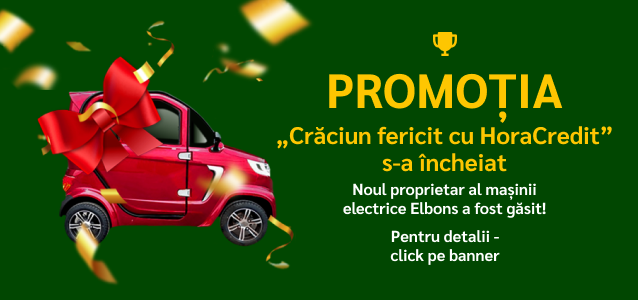 PROMOȚIA
„Crăciun fericit cu HoraCredit”
s-a încheiat
Noul proprietar al mașinii
electrice Elbons a fost găsit!
Pentru detalii -
click pe banner